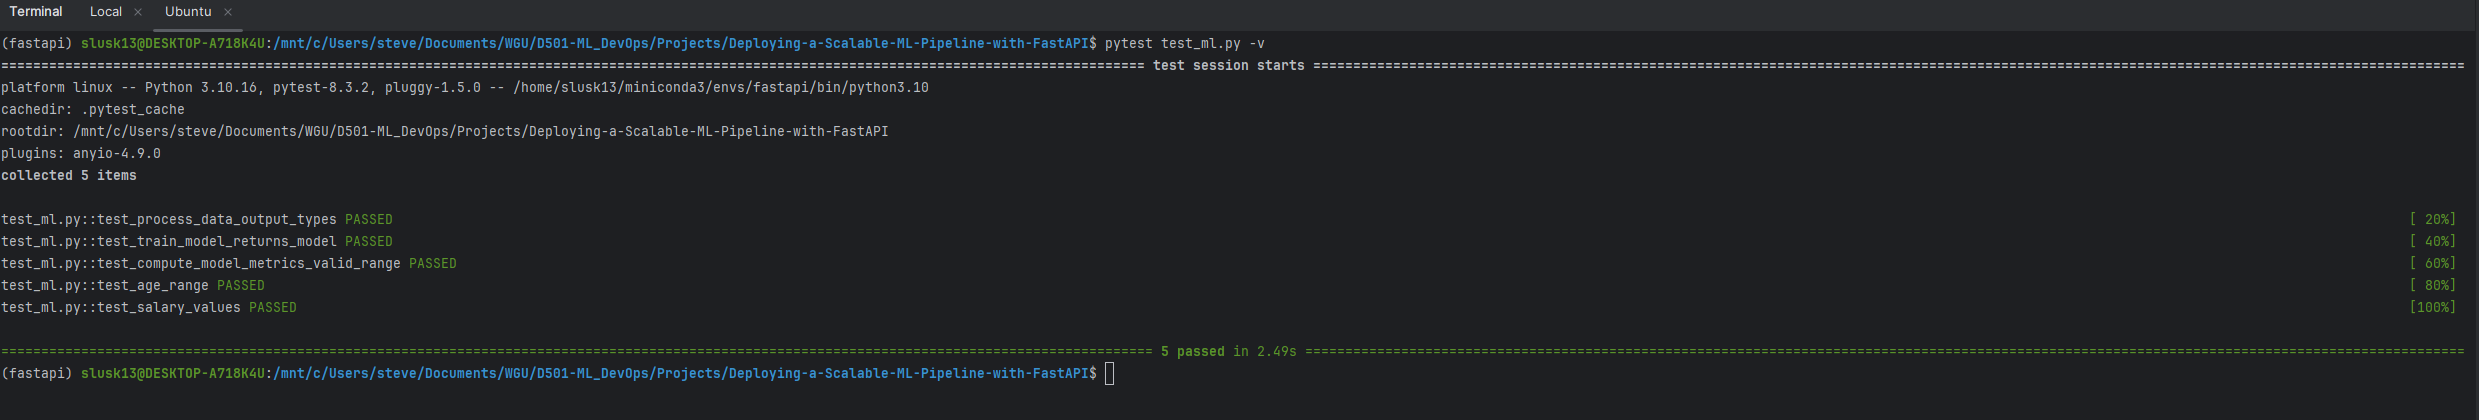 Terminal Local × Ubuntu ×
(fastapi) slusk13@DESKTOP-A718K4U:/mnt/c/Users/steve/Documents/WGU/D501-ML_DevOps/Projects/Deploying-a-Scalable-ML-Pipeline-with-FastAPI$ pytest test_ml.py -v
=============================================================================================================================================== test session starts ================================================================================================================================================
platform linux -- Python 3.10.16, pytest-8.3.2, pluggy-1.5.0 -- /home/slusk13/miniconda3/envs/fastapi/bin/python3.10
cachedir: .pytest_cache
rootdir: /mnt/c/Users/steve/Documents/WGU/D501-ML_DevOps/Projects/Deploying-a-Scalable-ML-Pipeline-with-FastAPI
plugins: anyio-4.9.0
collected 5 items
test_ml.py::test_process_data_output_types PASSED [ 20%]
test_ml.py::test_train_model_returns_model PASSED [ 40%]
test_ml.py::test_compute_model_metrics_valid_range PASSED [ 60%]
test_ml.py::test_age_range PASSED [ 80%]
test_ml.py::test_salary_values PASSED [100%]
================================================================================================================================================ 5 passed in 2.49s =================================================================================================================================================
(fastapi) slusk13@DESKTOP-A718K4U:/mnt/c/Users/steve/Documents/WGU/D501-ML_DevOps/Projects/Deploying-a-Scalable-ML-Pipeline-with-FastAPI$